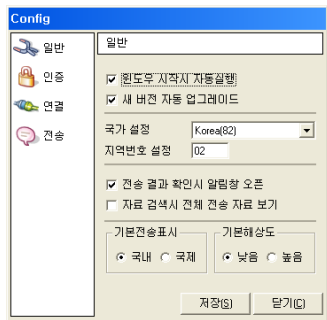 Config
일반
인증
연결
전송
일반
윈도우 시작시 자동실행
새 버전 자동 업그레이드
국가 설정 Korea(82)
지역번호 설정 02
전송 결과 확인시 알림창 오픈
자료 검색시 전체 전송 자료 보기
기본전송표시 기본해상도
국내 국제 낮음 높음
저장(S) 닫기(C)